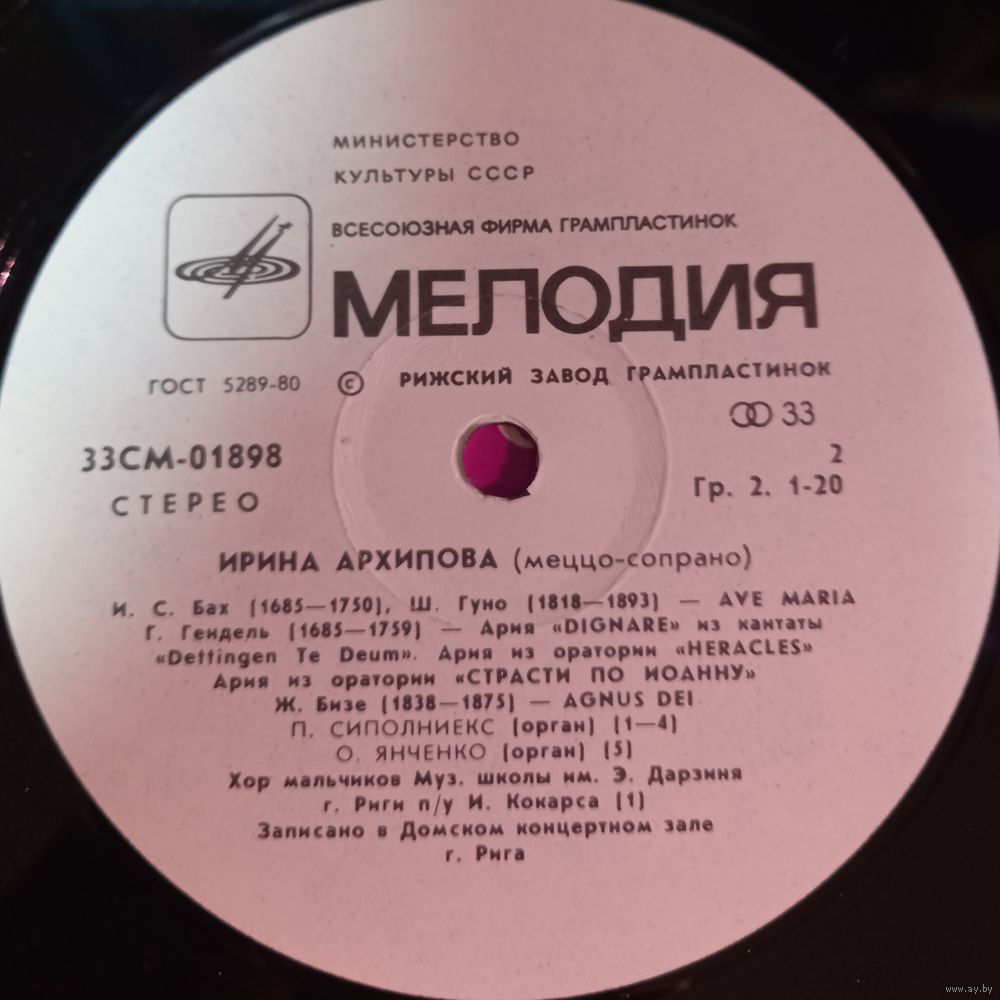 МИНИСТЕРСТВО
КУЛЬТУРЫ СССР
ВСЕСОЮЗНАЯ ФИРМА ГРАМПЛАСТИНОК
МЕЛОДИЯ
ГОСТ 5289-80 © РИЖСКИЙ ЗАВОД ГРАМПЛАСТИНОК
33
33СМ-01898 2
СТЕРЕО Гр. 2. 1-20
ИРИНА АРХИПОВА (меццо-сопрано)
И. С. Бах (1685—1750), Ш. Гуно (1818—1893) — AVE MARIA
Г. Гендель (1685—1759) — Ария «DIGNARE» из кантаты
«Dettingen Te Deum». Ария из оратории «HERACLES»
Ария из оратории «СТРАСТИ ПО ИОАННУ»
Ж. Бизе (1838—1875) — AGNUS DEI
П. СИПОЛНИЕКС (орган) (1—4)
О. ЯНЧЕНКО (орган) (5)
Хор мальчиков Муз. школы им. Э. Дарзиня
г. Риги п/у И. Кокарса (1)
Записано в Домском концертном зале
г. Рига
www.ay.by